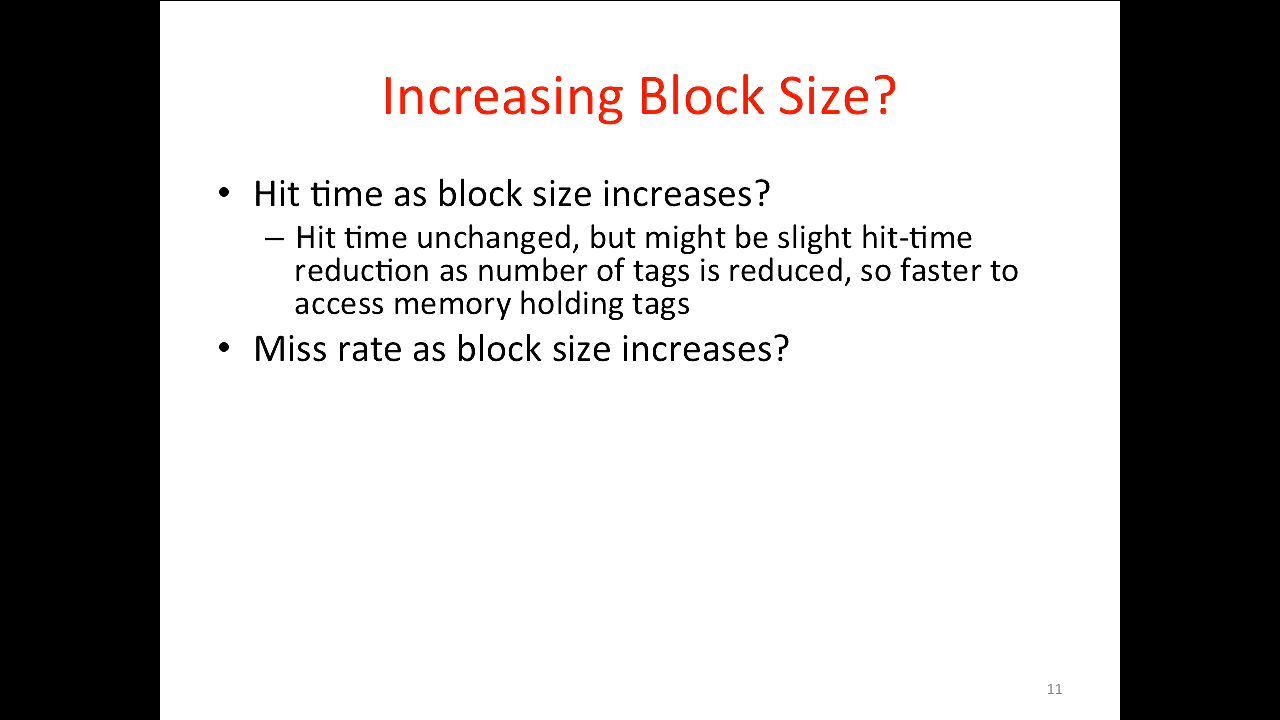 Increasing Block Size?
• Hit time as block size increases?
– Hit time unchanged, but might be slight hit-time
reduction as number of tags is reduced, so faster to
access memory holding tags
• Miss rate as block size increases?
11